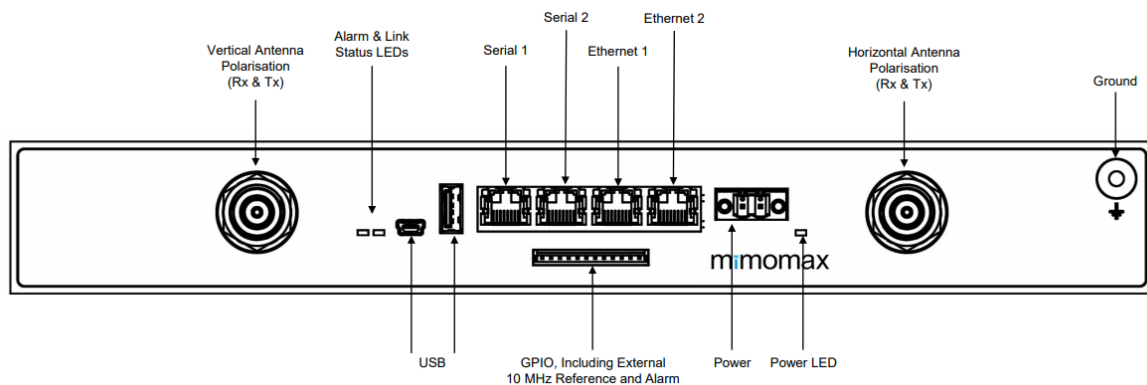 Vertical Antenna
Polarisation
(Rx & Tx)
Alarm & Link
Status LEDs
Serial 1
Serial 2
Ethernet 1
Ethernet 2
Horizontal Antenna
Polarisation
(Rx & Tx)
Ground
mimomax
USB
GPIO, Including External
10 MHz Reference and Alarm
Power
Power LED